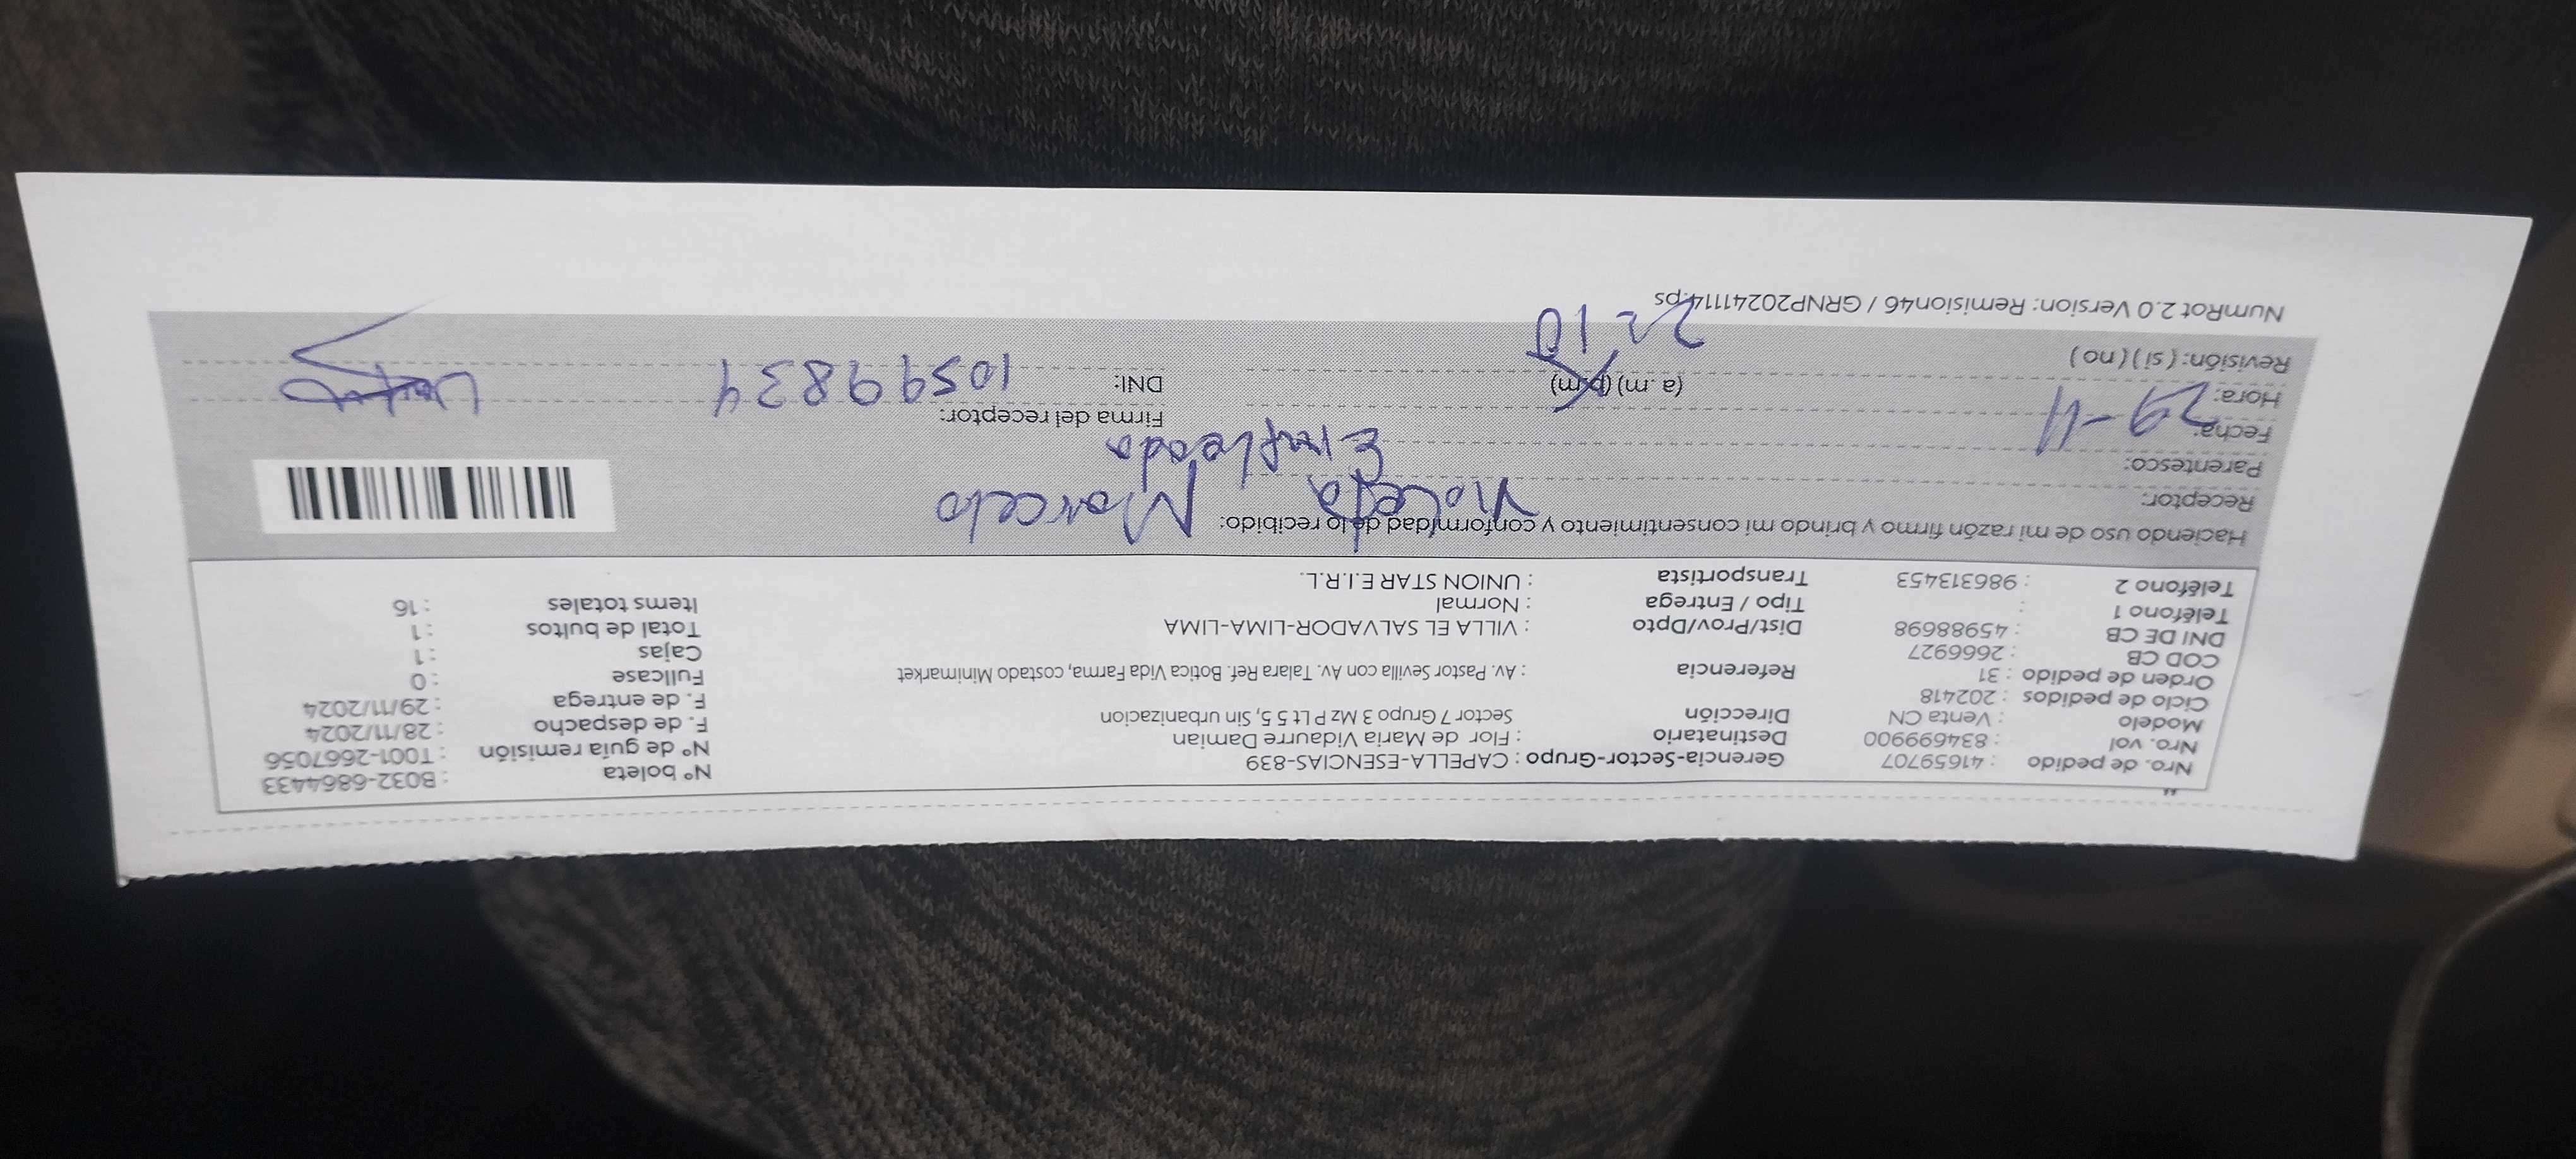 Nro. de pedido : 41659707 Gerencia-Sector-Grupo : CAPELLA-ESENCIAS-839 N° boleta : B032-6864433
Nro. vol : 834699900 Destinatario : Flor de Maria Vidaurre Damian N° de guía remisión : T001-2667056
Modelo : Venta CN Dirección Sector 7 Grupo 3 Mz P Lt 5 5, Sin urbanizacion F. de despacho : 28/11/2024
Ciclo de pedidos : 202418 F. de entrega : 29/11/2024
Orden de pedido : 31 Referencia : Av. Pastor Sevilla con Av. Talara Ref. Botica Vida Farma, costado Minimarket Fullcase : 0
COD CB : 2666927 Cajas : 1
DNI DE CB : 45988698 Dist/Prov/Dpto : VILLA EL SALVADOR-LIMA-LIMA Total de bultos : 1
Teléfono 1 : Tipo / Entrega : Normal Items totales : 16
Teléfono 2 : 986313453 Transportista : UNION STAR E.I.R.L.
Haciendo uso de mi razón firmo y brindo mi consentimiento y conformidad de lo recibido:
Receptor: Violeta Marcelo
Parentesco: Empleada
Fecha: 29-11 Firma del receptor:
Hora: (a.m) (p.m) DNI: 10599834
22 10
Revisión: ( si ) ( no )
NumRot 2.0 Version: Remision46 / GRNP20241114.ps